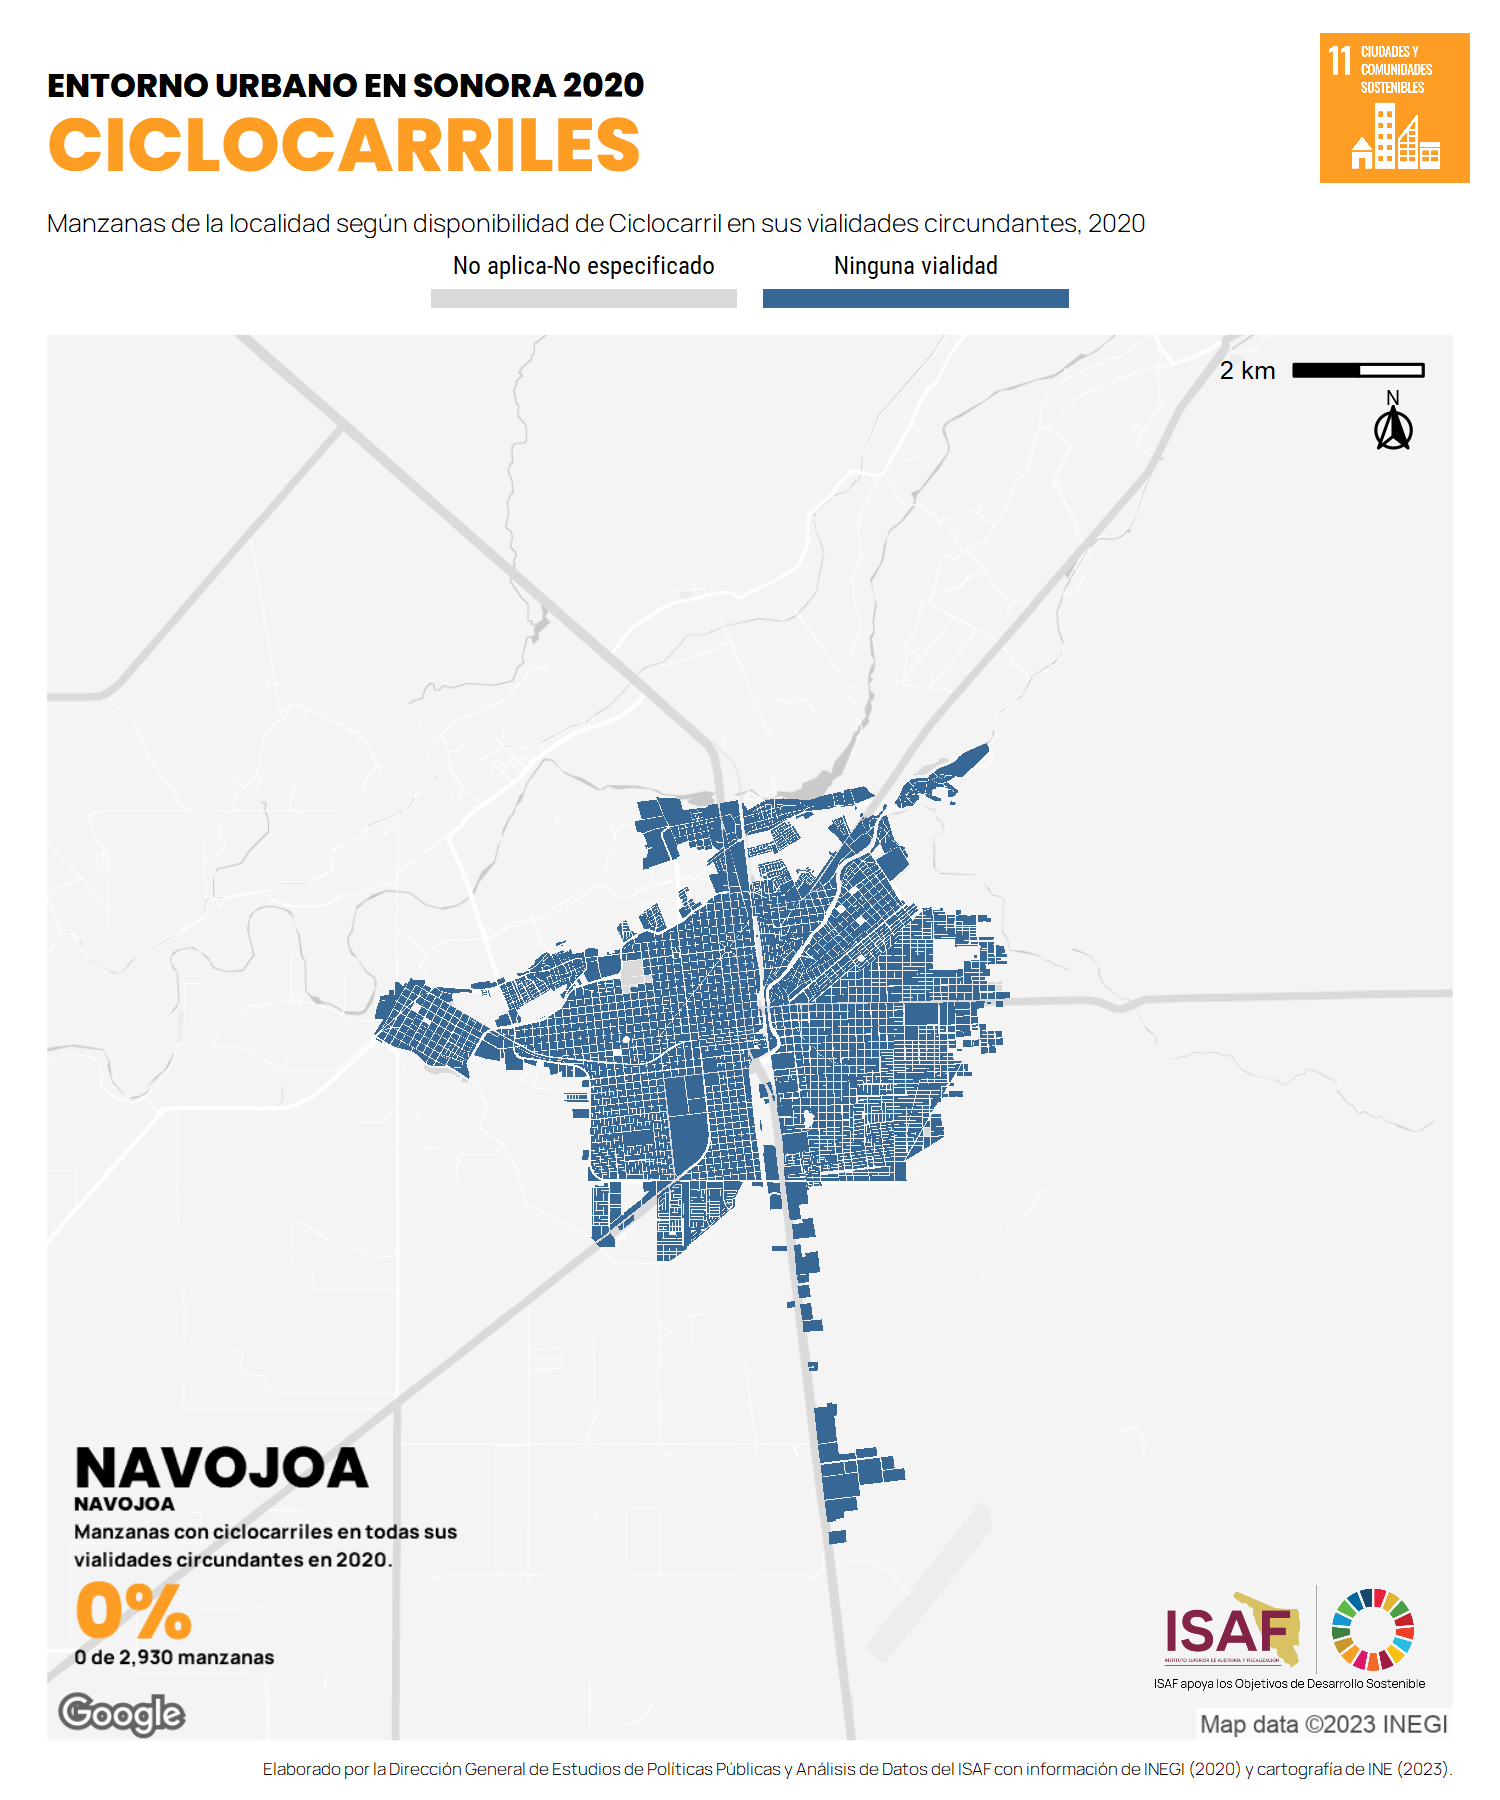 ENTORNO URBANO EN SONORA 2020
CICLOCARRILES
11 CIUDADES Y
COMUNIDADES
SOSTENIBLES
Manzanas de la localidad según disponibilidad de Ciclocarril en sus vialidades circundantes, 2020
No aplica-No especificado
Ninguna vialidad
2 km
N
NAVOJOA
NAVOJOA
Manzanas con ciclocarriles en todas sus
vialidades circundantes en 2020.
0%
0 de 2,930 manzanas
Google
ISAF
INSTITUTO SUPERIOR DE AUDITORÍA Y FISCALIZACIÓN
ISAF apoya los Objetivos de Desarrollo Sostenible
Map data ©2023 INEGI
Elaborado por la Dirección General de Estudios de Políticas Públicas y Análisis de Datos del ISAF con información de INEGI (2020) y cartografía de INE (2023).